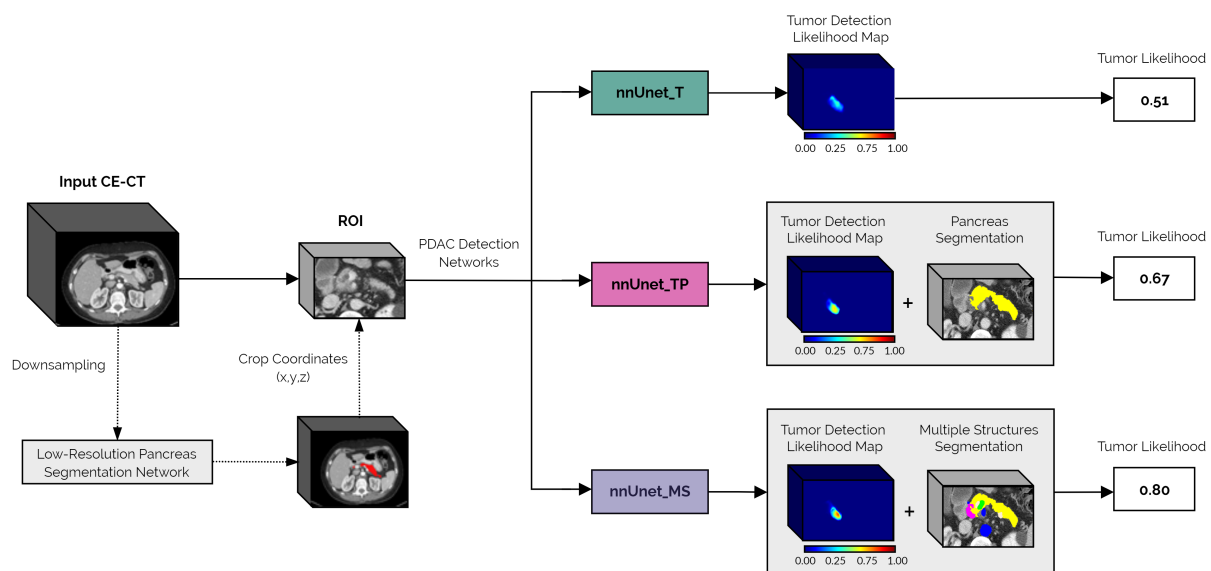 Input CE-CT
Downsampling
Low-Resolution Pancreas
Segmentation Network
ROI
Crop Coordinates
(x,y,z)
PDAC Detection
Networks
nnUnet_T
Tumor Detection
Likelihood Map
0.00 0.25 0.75 1.00
Tumor Likelihood
0.51
nnUnet_TP
Tumor Detection
Likelihood Map
0.00 0.25 0.75 1.00
+
Pancreas
Segmentation
Tumor Likelihood
0.67
nnUnet_MS
Tumor Detection
Likelihood Map
0.00 0.25 0.75 1.00
+
Multiple Structures
Segmentation
Tumor Likelihood
0.80